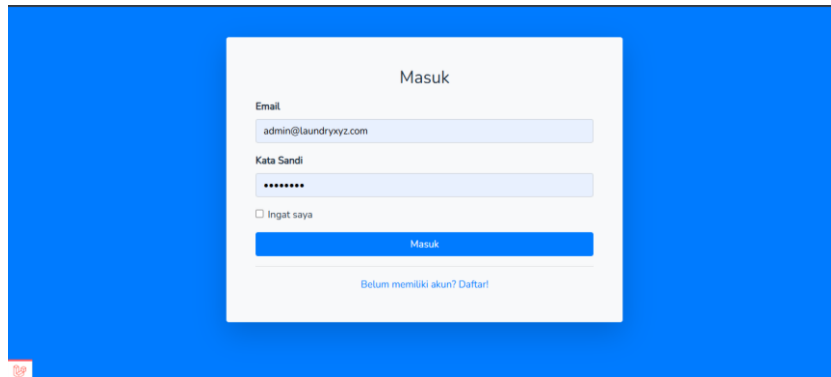 Masuk
Email
admin@laundryxyz.com
Kata Sandi
••••••••
Ingat saya
Masuk
Belum memiliki akun? Daftar!